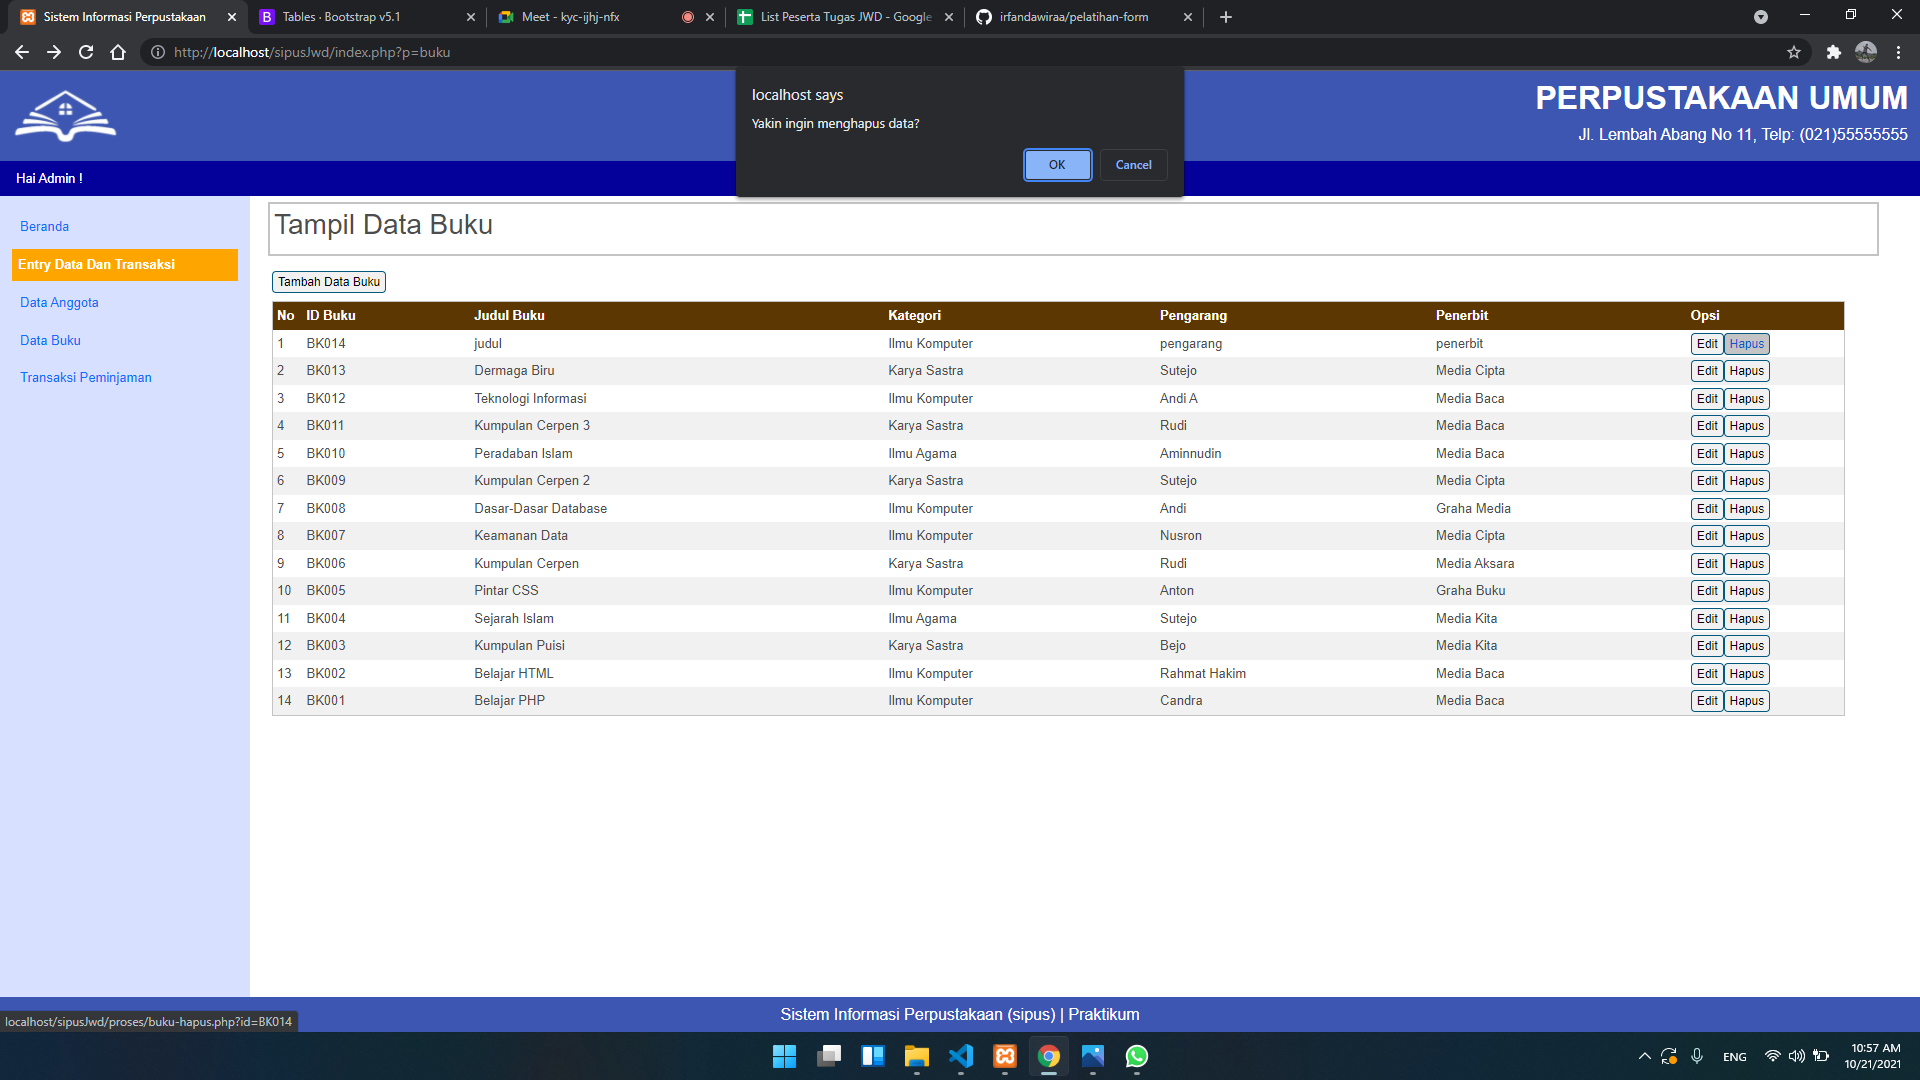 Sistem Informasi Perpustakaan
Tables · Bootstrap v5.1
Meet - kyc-ijhj-nfx
List Peserta Tugas JWD - Google
irfandawiraa/pelatihan-form
http://localhost/sipusJwd/index.php?p=buku
localhost says
Yakin ingin menghapus data?
OK
Cancel
PERPUSTAKAAN UMUM
Jl. Lembah Abang No 11, Telp: (021)55555555
Hai Admin !
Beranda
Entry Data Dan Transaksi
Data Anggota
Data Buku
Transaksi Peminjaman
Tampil Data Buku
Tambah Data Buku
No ID Buku Judul Buku Kategori Pengarang Penerbit Opsi
1 BK014 judul Ilmu Komputer pengarang penerbit Edit Hapus
2 BK013 Dermaga Biru Karya Sastra Sutejo Media Cipta Edit Hapus
3 BK012 Teknologi Informasi Ilmu Komputer Andi A Media Baca Edit Hapus
4 BK011 Kumpulan Cerpen 3 Karya Sastra Rudi Media Baca Edit Hapus
5 BK010 Peradaban Islam Ilmu Agama Aminnudin Media Baca Edit Hapus
6 BK009 Kumpulan Cerpen 2 Karya Sastra Sutejo Media Cipta Edit Hapus
7 BK008 Dasar-Dasar Database Ilmu Komputer Andi Graha Media Edit Hapus
8 BK007 Keamanan Data Ilmu Komputer Nusron Media Cipta Edit Hapus
9 BK006 Kumpulan Cerpen Karya Sastra Rudi Media Aksara Edit Hapus
10 BK005 Pintar CSS Ilmu Komputer Anton Graha Buku Edit Hapus
11 BK004 Sejarah Islam Ilmu Agama Sutejo Media Kita Edit Hapus
12 BK003 Kumpulan Puisi Karya Sastra Bejo Media Kita Edit Hapus
13 BK002 Belajar HTML Ilmu Komputer Rahmat Hakim Media Baca Edit Hapus
14 BK001 Belajar PHP Ilmu Komputer Candra Media Baca Edit Hapus
Sistem Informasi Perpustakaan (sipus) | Praktikum
localhost/sipusJwd/proses/buku-hapus.php?id=BK014
ENG
10:57 AM
10/21/2021